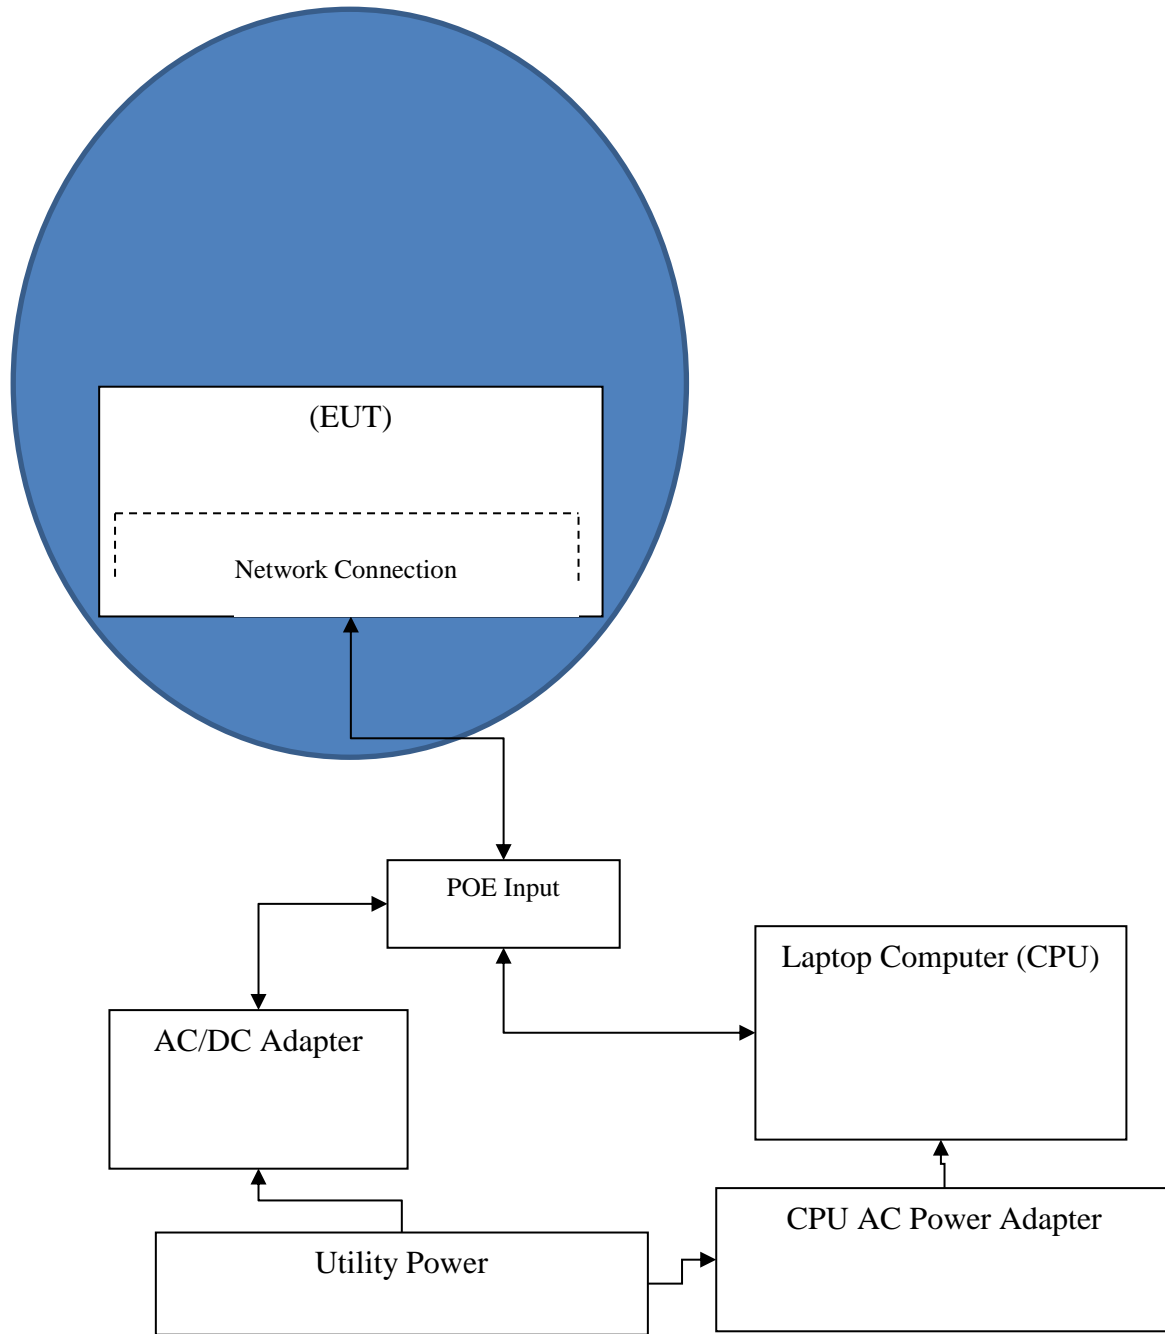 (EUT)
Network Connection
POE Input
Laptop Computer (CPU)
AC/DC Adapter
CPU AC Power Adapter
Utility Power